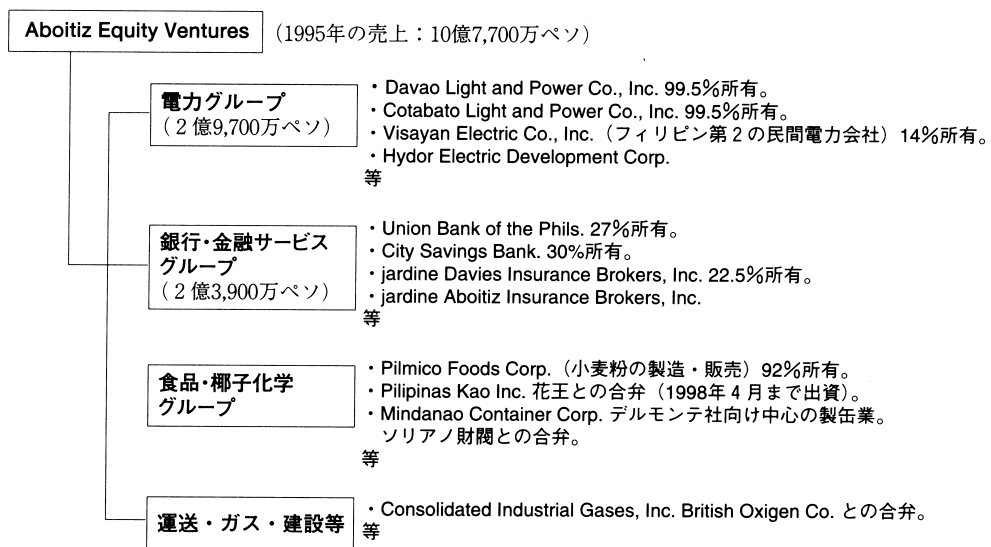 Aboitiz Equity Ventures (1995年の売上：10億7,700万ペソ)
電力グループ
(2億9,700万ペソ)
・Davao Light and Power Co., Inc. 99.5％所有。
・Cotabato Light and Power Co., Inc. 99.5％所有。
・Visayan Electric Co., Inc.（フィリピン第2の民間電力会社）14％所有。
・Hydor Electric Development Corp.
等
銀行・金融サービス
グループ
(2億3,900万ペソ)
・Union Bank of the Phils. 27％所有。
・City Savings Bank. 30%所有。
・jardine Davies Insurance Brokers, Inc. 22.5％所有。
・jardine Aboitiz Insurance Brokers, Inc.
等
食品・椰子化学
グループ
・Pilmico Foods Corp.（小麦粉の製造・販売）92％所有。
・Pilipinas Kao Inc. 花王との合弁（1998年4月まで出資）。
・Mindanao Container Corp. デルモンテ社向け中心の製缶業。
ソリアノ財閥との合弁。
等
運送・ガス・建設等
・Consolidated Industrial Gases, Inc. British Oxigen Co. との合弁。
等